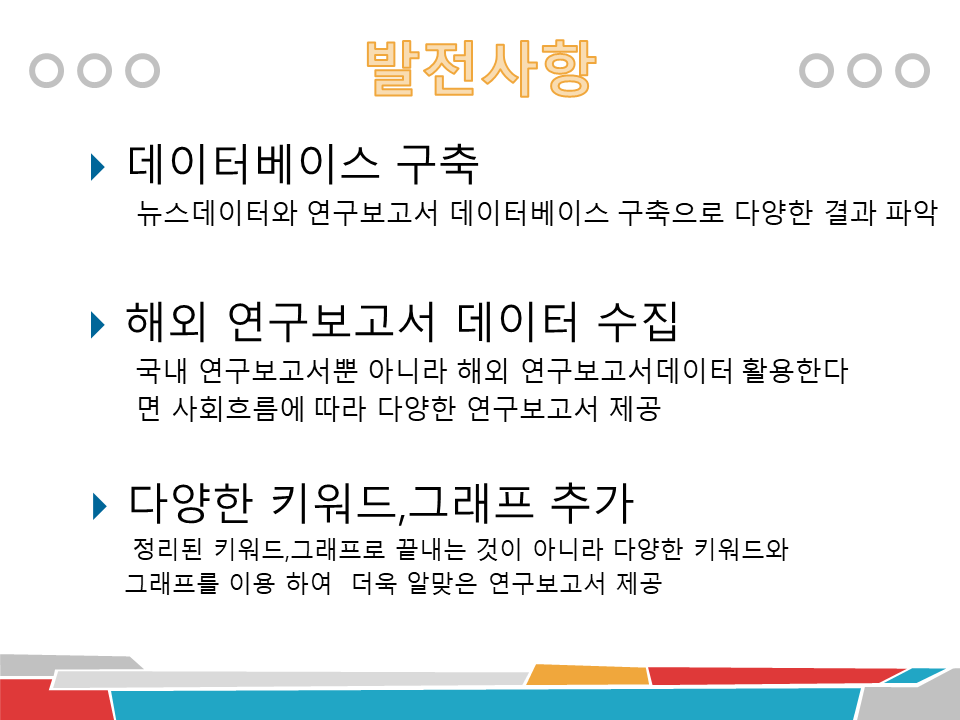 발전사항
데이터베이스 구축
뉴스데이터와 연구보고서 데이터베이스 구축으로 다양한 결과 파악
해외 연구보고서 데이터 수집
국내 연구보고서뿐 아니라 해외 연구보고서데이터 활용한다
면 사회흐름에 따라 다양한 연구보고서 제공
다양한 키워드,그래프 추가
정리된 키워드,그래프로 끝내는 것이 아니라 다양한 키워드와
그래프를 이용 하여 더욱 알맞은 연구보고서 제공